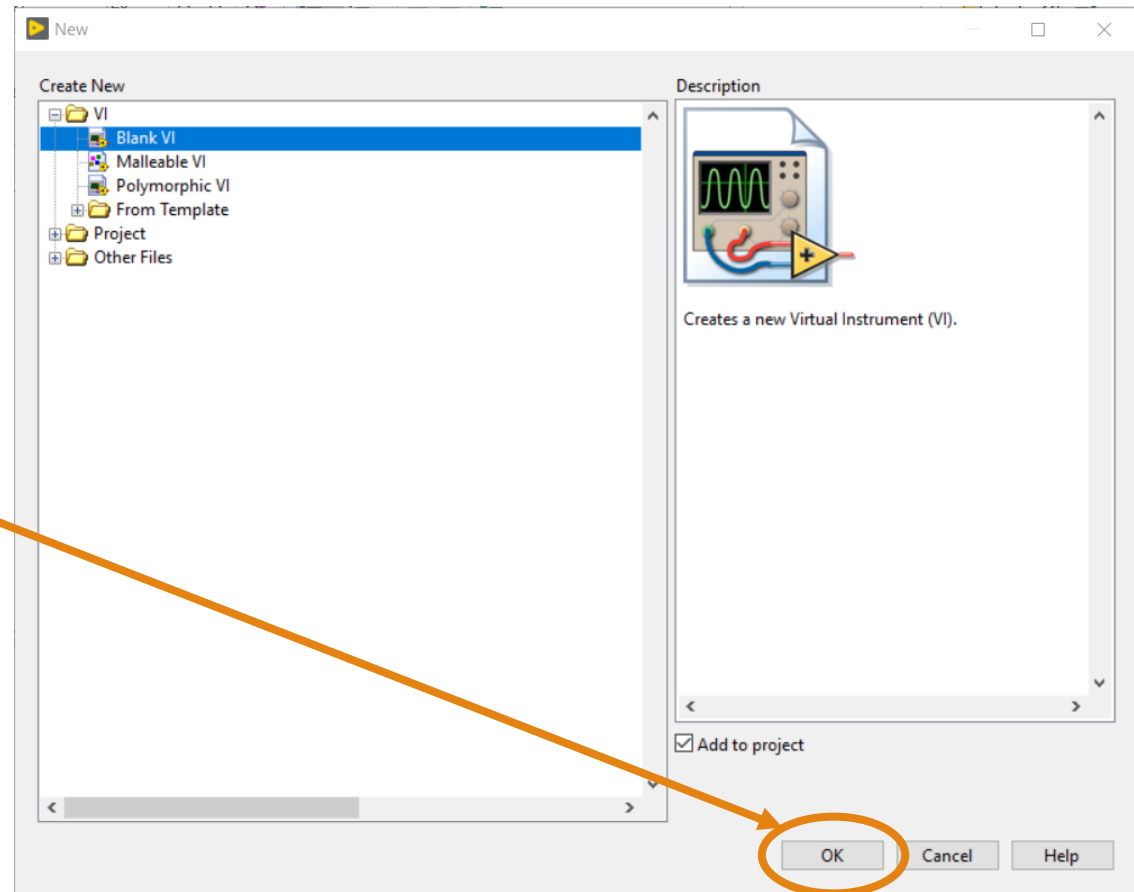 New
Create New
VI
Blank VI
Malleable VI
Polymorphic VI
From Template
Project
Other Files
Description
Creates a new Virtual Instrument (VI).
Add to project
OK
Cancel
Help